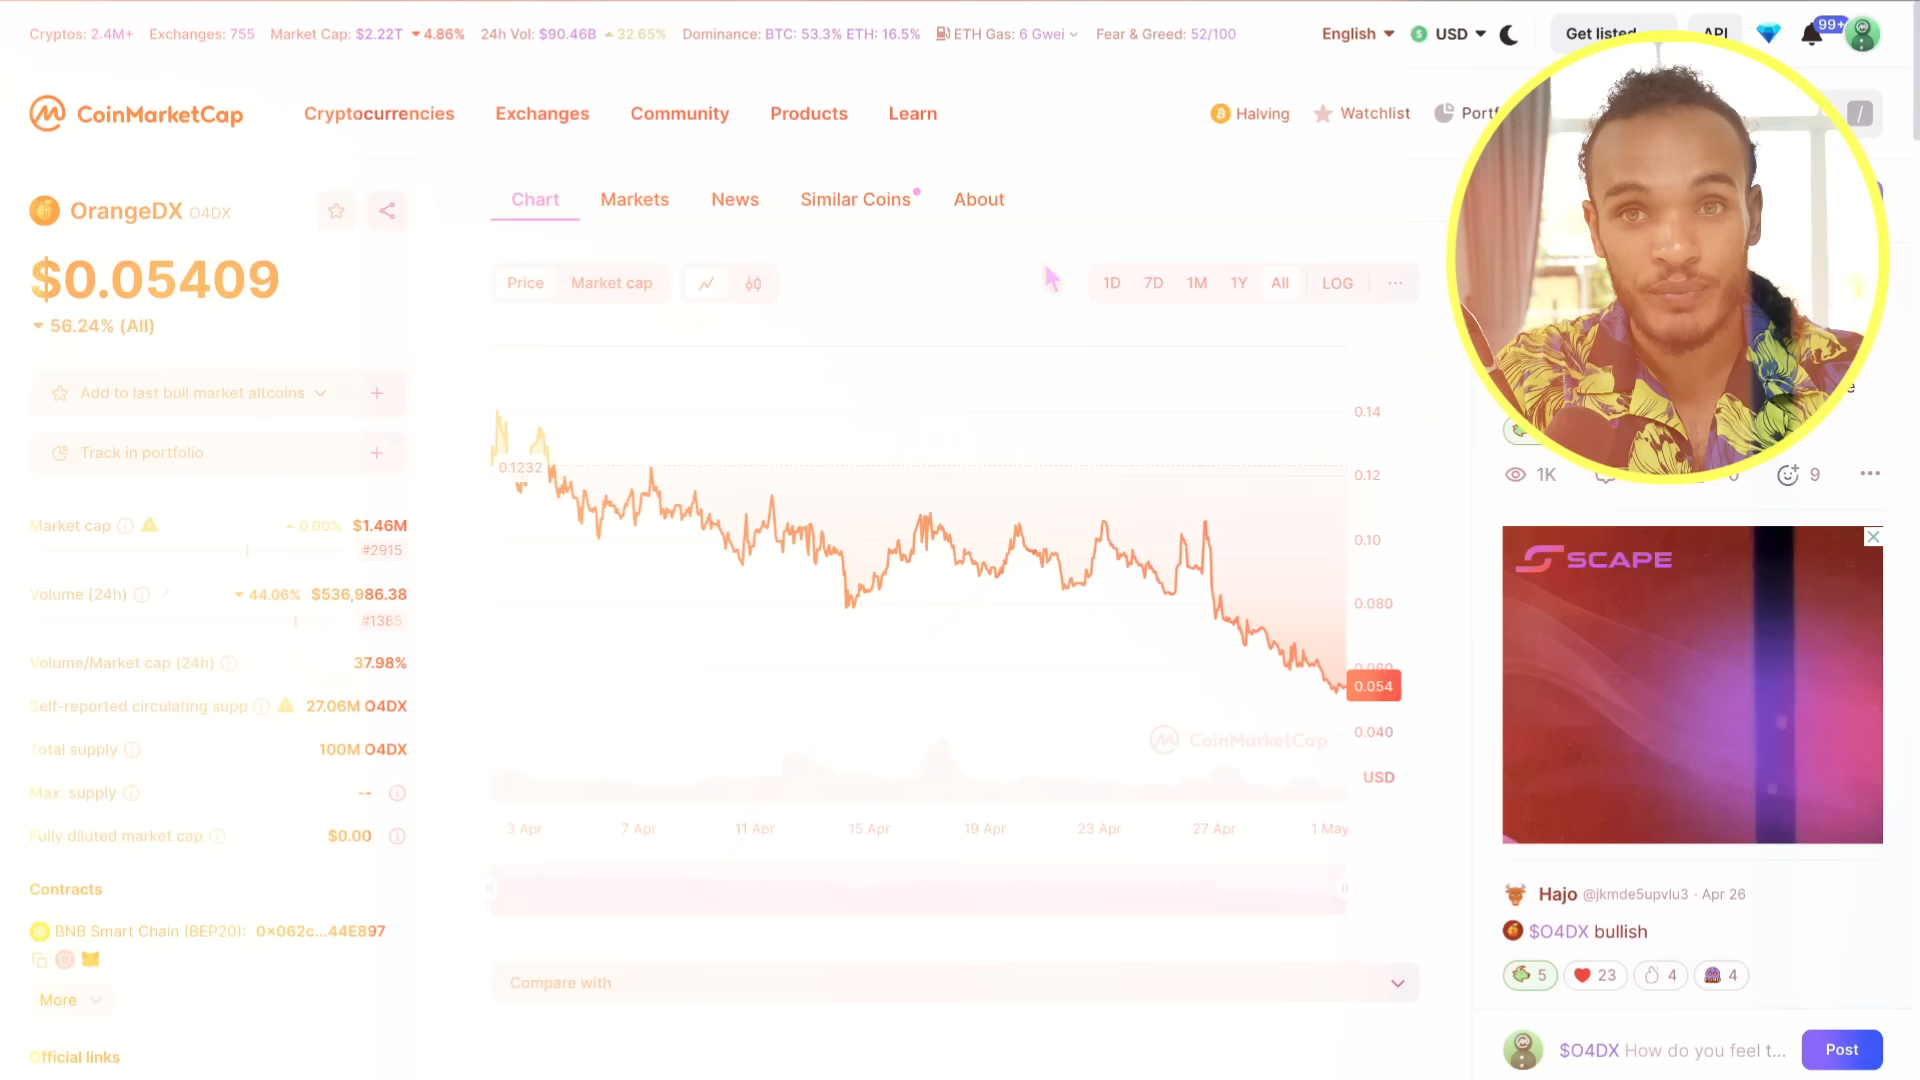 Cryptos: 2.4M+ Exchanges: 755 Market Cap: $2.22T 4.86% 24h Vol: $90.46B 32.65% Dominance: BTC: 53.3% ETH: 16.5% ETH Gas: 6 Gwei Fear & Greed: 52/100 English USD Get listed API 99+
CoinMarketCap Cryptocurrencies Exchanges Community Products Learn Halving Watchlist /
OrangeDX O4DX
$0.05409
56.24% (All)
Add to last bull market altcoins +
Track in portfolio +
Market cap 0.00% $1.46M
#2915
Volume (24h) 44.06% $536,986.38
#1385
Volume/Market cap (24h) 37.98%
Self-reported circulating supp 27.06M O4DX
Total supply 100M O4DX
Max. supply --
Fully diluted market cap $0.00
Contracts
BNB Smart Chain (BEP20): 0x062c...44E897
More
Official links
Chart Markets News Similar Coins About
Price Market cap 1D 7D 1M 1Y All LOG ...
0.14
0.1232
0.12
0.10
0.080
0.060
0.054
0.040
CoinMarketCap
USD
3 Apr 7 Apr 11 Apr 15 Apr 19 Apr 23 Apr 27 Apr 1 May
Compare with
1K 0 9
SCAPE
Hajo @jkmde5upvlu3 · Apr 26
$O4DX bullish
5 23 4 4
$O4DX How do you feel t... Post